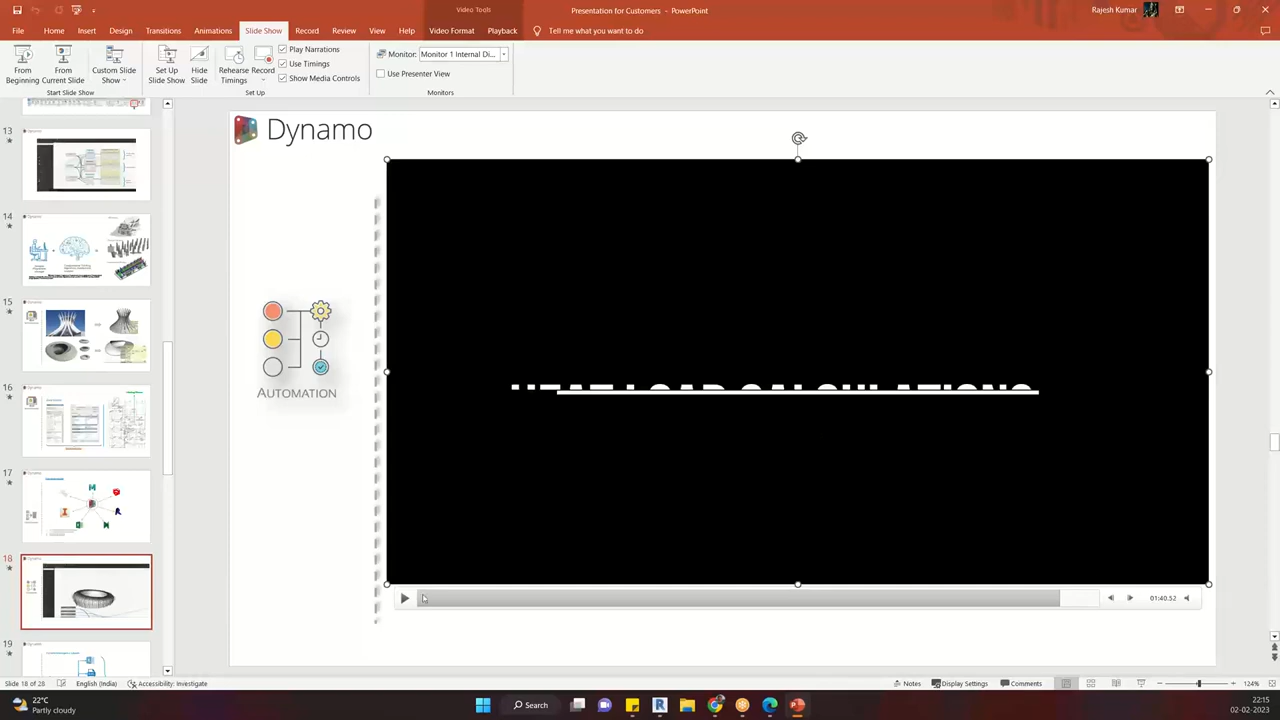 Video Tools
Presentation for Customers - PowerPoint
Rajesh Kumar
File Home Insert Design Transitions Animations Slide Show Record Review View Help Video Format Playback Tell me what you want to do
From Beginning
From Current Slide
Custom Slide Show
Set Up Slide Show
Hide Slide
Rehearse Timings
Record
Play Narrations
Use Timings
Show Media Controls
Monitor: Monitor 1 Internal Di...
Use Presenter View
Start Slide Show
Set Up
Monitors
13
14
15
16
17
18
19
Dynamo
AUTOMATION
HEAT LOAD CALCULATIONS
01:40.52
Slide 18 of 28
English (India)
Accessibility: Investigate
Notes
Display Settings
Comments
124%
22°C
Partly cloudy
Search
22:15
02-02-2023